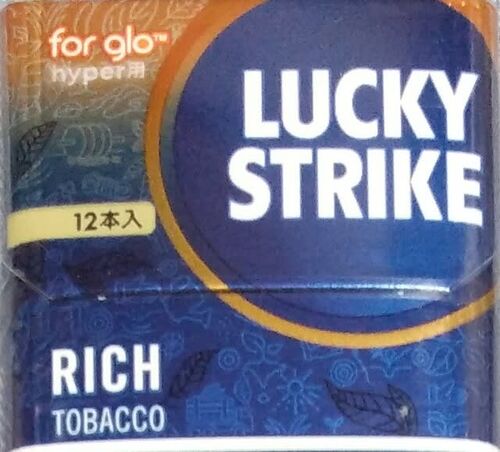 for glo™
hyper用
LUCKY
STRIKE
12本入
RICH
TOBACCO